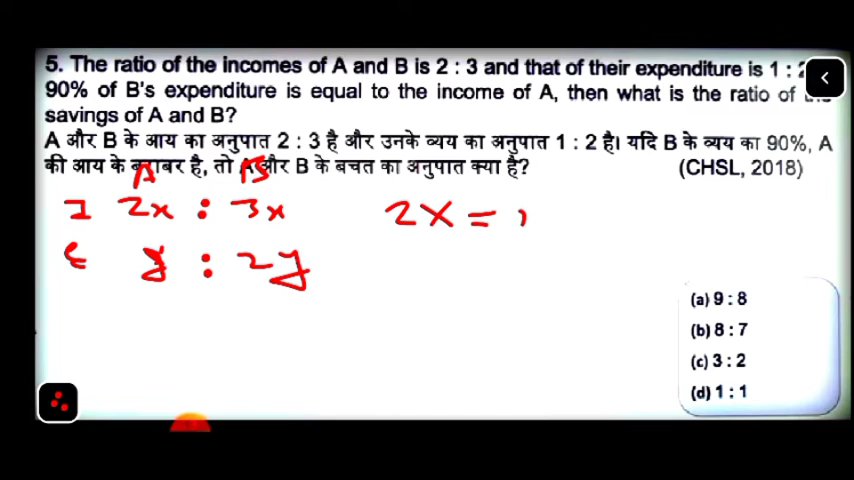 5. The ratio of the incomes of A and B is 2 : 3 and that of their expenditure is 1 : 2
90% of B's expenditure is equal to the income of A, then what is the ratio of the
savings of A and B?
A और B के आय का अनुपात 2 : 3 है और उनके व्यय का अनुपात 1 : 2 है। यदि B के व्यय का 90%, A
की आय के बराबर है, तो A और B के बचत का अनुपात क्या है?
(CHSL, 2018)
A B
I 2x : 3x 2x =
E y : 2y
(a) 9 : 8
(b) 8 : 7
(c) 3 : 2
(d) 1 : 1